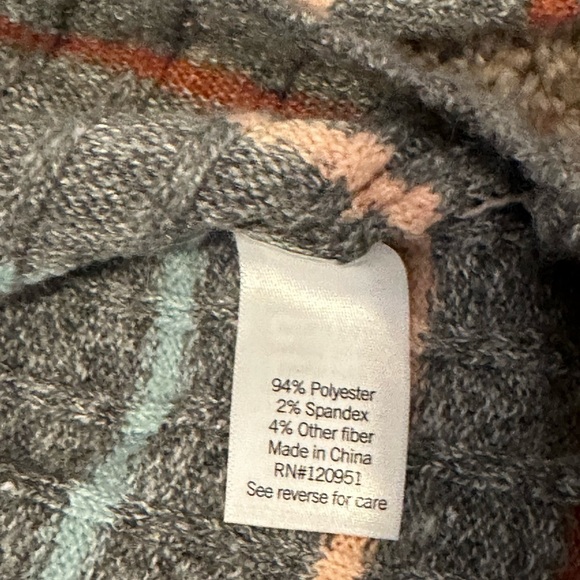 94% Polyester
2% Spandex
4% Other fiber
Made in China
RN#120951
See reverse for care